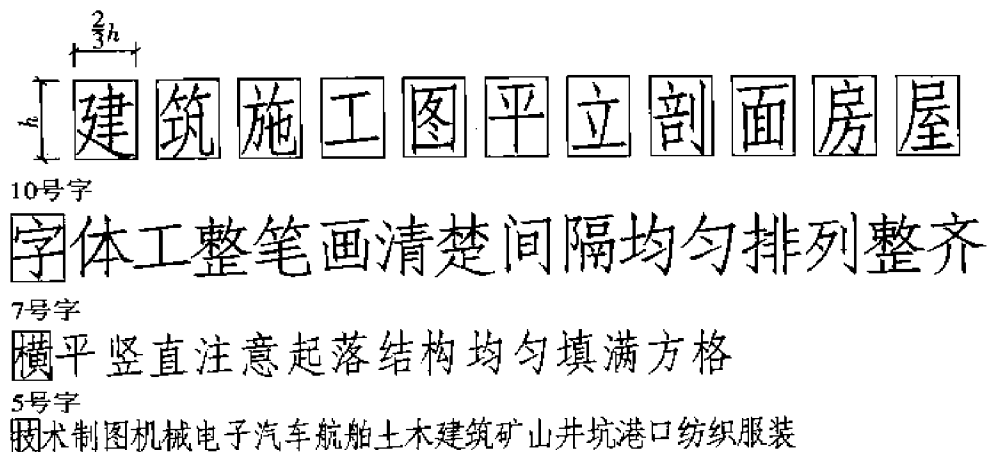 2/3h
h
建筑施工图平立剖面房屋
10号字
字体工整笔画清楚间隔均匀排列整齐
7号字
横平竖直注意起落结构均匀填满方格
5号字
技术制图机械电子汽车航舶土木建筑矿山井坑港口纺织服装